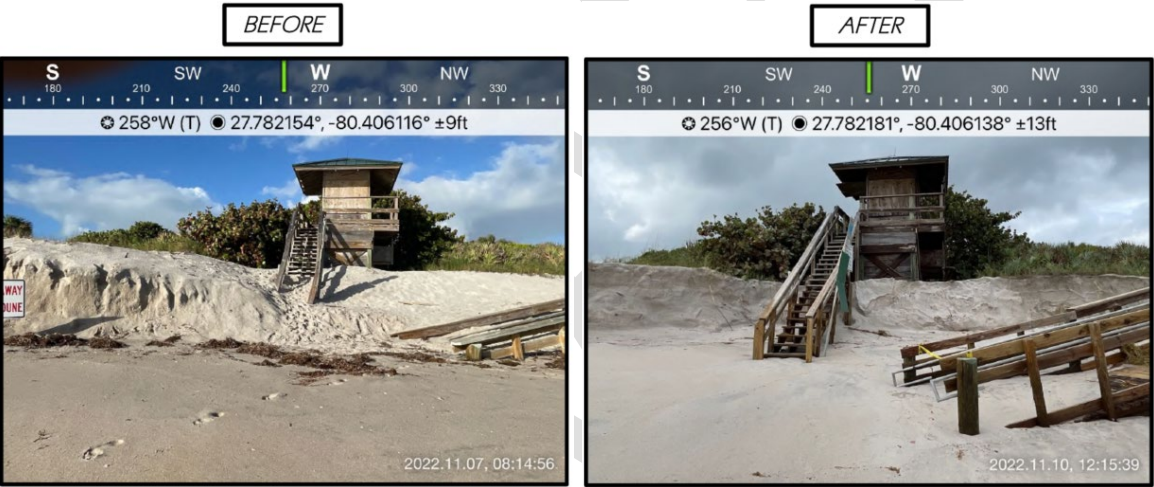 BEFORE
S SW W NW
180 210 240 270 300 330
258°W (T) 27.782154°, -80.406116° ±9ft
AWAY
DUNE
2022.11.07, 08:14:56
AFTER
S SW W NW
180 210 240 270 300 330
256°W (T) 27.782181°, -80.406138° ±13ft
2022.11.10, 12:15:39